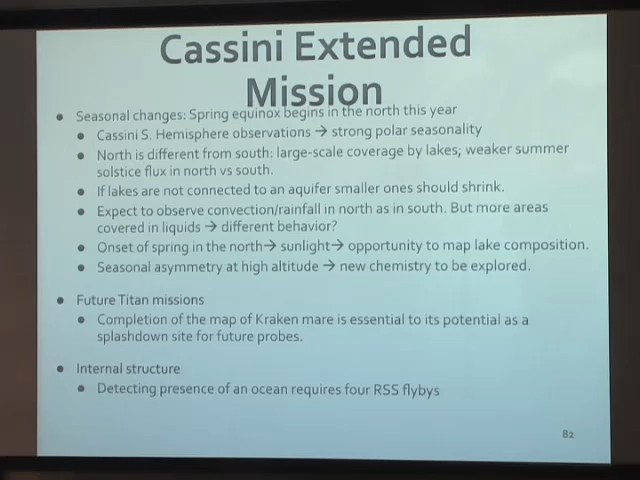 Cassini Extended
Mission
• Seasonal changes: Spring equinox begins in the north this year
• Cassini S. Hemisphere observations → strong polar seasonality
• North is different from south: large-scale coverage by lakes; weaker summer
solstice flux in north vs south.
• If lakes are not connected to an aquifer smaller ones should shrink.
• Expect to observe convection/rainfall in north as in south. But more areas
covered in liquids → different behavior?
• Onset of spring in the north→ sunlight→ opportunity to map lake composition.
• Seasonal asymmetry at high altitude → new chemistry to be explored.
• Future Titan missions
• Completion of the map of Kraken mare is essential to its potential as a
splashdown site for future probes.
• Internal structure
• Detecting presence of an ocean requires four RSS flybys
82